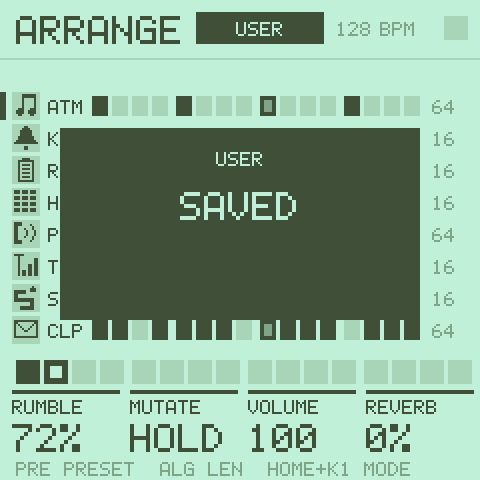 ARRANGE USER 128 BPM
ATM 64
K 16
R 16
H 16
P 64
T 16
S 16
CLP 64
USER
SAVED
RUMBLE MUTATE VOLUME REVERB
72% HOLD 100 0%
PRE PRESET ALG LEN HOME+K1 MODE